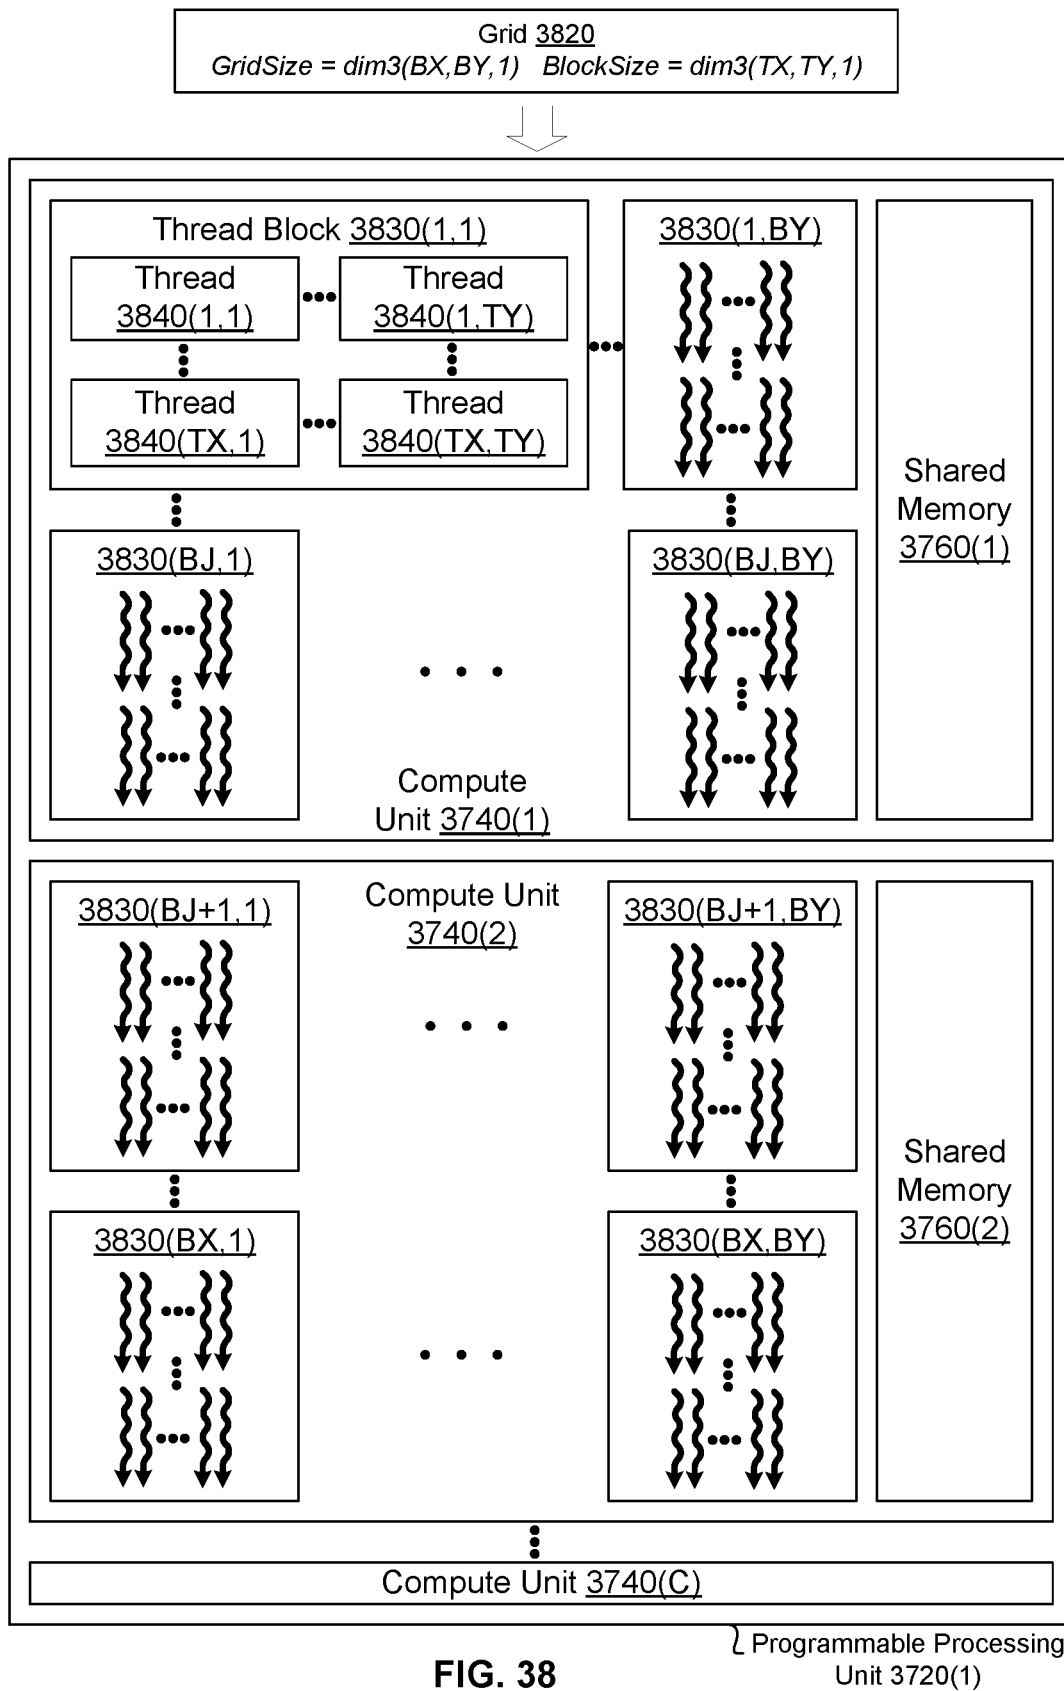 Grid 3820
GridSize = dim3(BX,BY,1) BlockSize = dim3(TX,TY,1)
Thread Block 3830(1,1)
Thread
3840(1,1)
Thread
3840(1,TY)
Thread
3840(TX,1)
Thread
3840(TX,TY)
3830(1,BY)
Shared
Memory
3760(1)
3830(BJ,1)
3830(BJ,BY)
Compute
Unit 3740(1)
3830(BJ+1,1)
Compute Unit
3740(2)
3830(BJ+1,BY)
Shared
Memory
3760(2)
3830(BX,1)
3830(BX,BY)
Compute Unit 3740(C)
Programmable Processing
Unit 3720(1)
FIG. 38